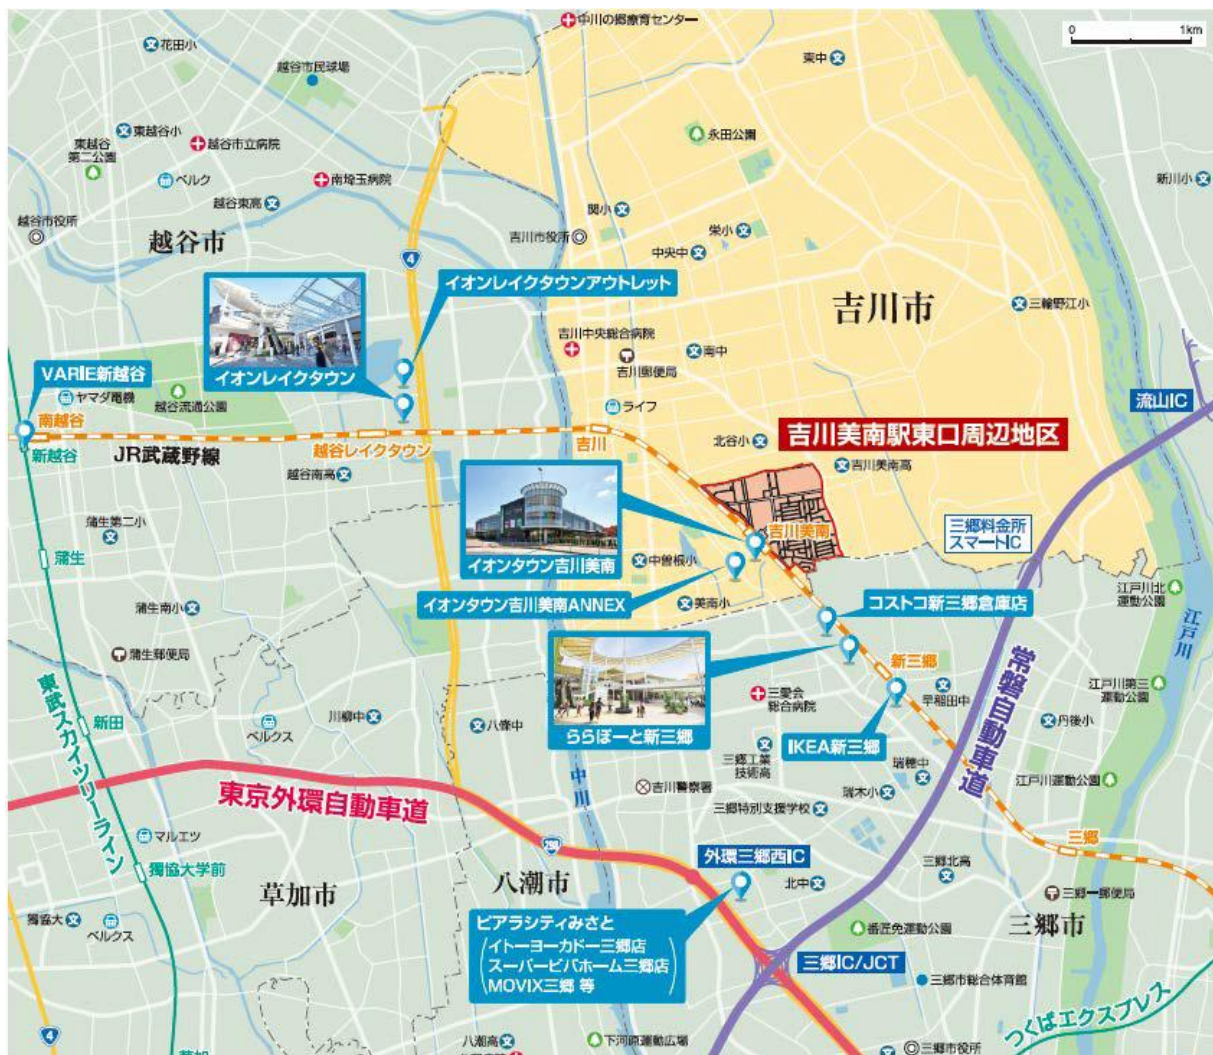 中川の郷療育センター
0 1km
花田小
東中
越谷市民球場
東越谷小
永田公園
東越谷
第二公園
越谷市立病院
ベルク
南埼玉病院
新川小
越谷東高
関小
越谷市役所
越谷市
吉川市役所
栄小
中央中
4
イオンレイクタウンアウトレット
吉川市
三輪野江小
吉川中央総合病院
南中
吉川郵便局
イオンレイクタウン
VARIE新越谷
ヤマダ電機
越谷流通公園
ライフ
流山IC
南越谷
新越谷
JR武蔵野線
越谷レイクタウン
吉川
北谷小
吉川美南駅東口周辺地区
越谷南高
吉川美南高
蒲生第二小
吉川美南
三郷料金所
スマートIC
蒲生
イオンタウン吉川美南
中曽根小
江戸川北
運動公園
蒲生南小
イオンタウン吉川美南ANNEX
美南小
コストコ新三郷倉庫店
江戸川
蒲生郵便局
新三郷
常磐自動車道
東武スカイツリーライン
三愛会
総合病院
早稲田中
江戸川第三
運動公園
新田
川柳中
八條中
丹後小
ベルクス
ららぽーと新三郷
IKEA新三郷
三郷工業
技術高
瑞穂中
中川
吉川警察署
瑞木小
江戸川運動公園
東京外環自動車道
三郷特別支援学校
マルエツ
298
三郷
獨協大学前
外環三郷西IC
三郷北高
草加市
八潮市
北中
三郷一郵便局
獨協大
ベルクス
ピアラシティみさと
イトーヨーカドー三郷店
スーパービバホーム三郷店
MOVIX三郷 等
番匠免運動公園
三郷市
三郷IC/JCT
三郷市総合体育館
つくばエクスプレス
4
八潮高
下河原運動広場
三郷市役所
草加